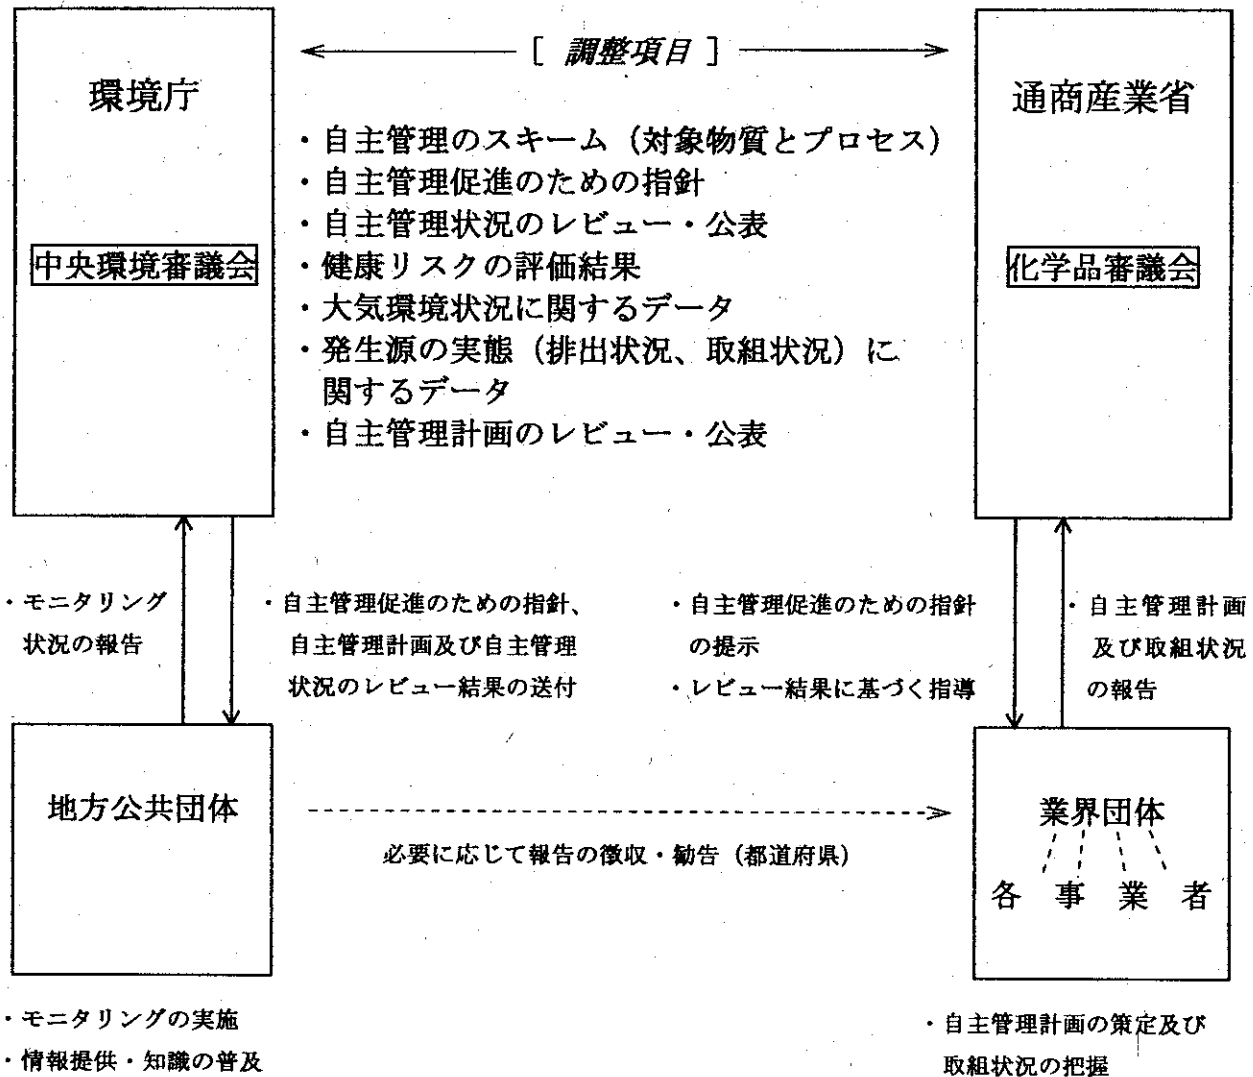 [ 調整項目 ]
環境庁
中央環境審議会
・自主管理のスキーム（対象物質とプロセス）
・自主管理促進のための指針
・自主管理状況のレビュー・公表
・健康リスクの評価結果
・大気環境状況に関するデータ
・発生源の実態（排出状況、取組状況）に
関するデータ
・自主管理計画のレビュー・公表
通商産業省
化学品審議会
・モニタリング
状況の報告
・自主管理促進のための指針、
自主管理計画及び自主管理
状況のレビュー結果の送付
・自主管理促進のための指針
の提示
・レビュー結果に基づく指導
・自主管理計画
及び取組状況
の報告
地方公共団体
必要に応じて報告の徴収・勧告（都道府県）
業界団体
各事業者
・モニタリングの実施
・情報提供・知識の普及
・自主管理計画の策定及び
取組状況の把握